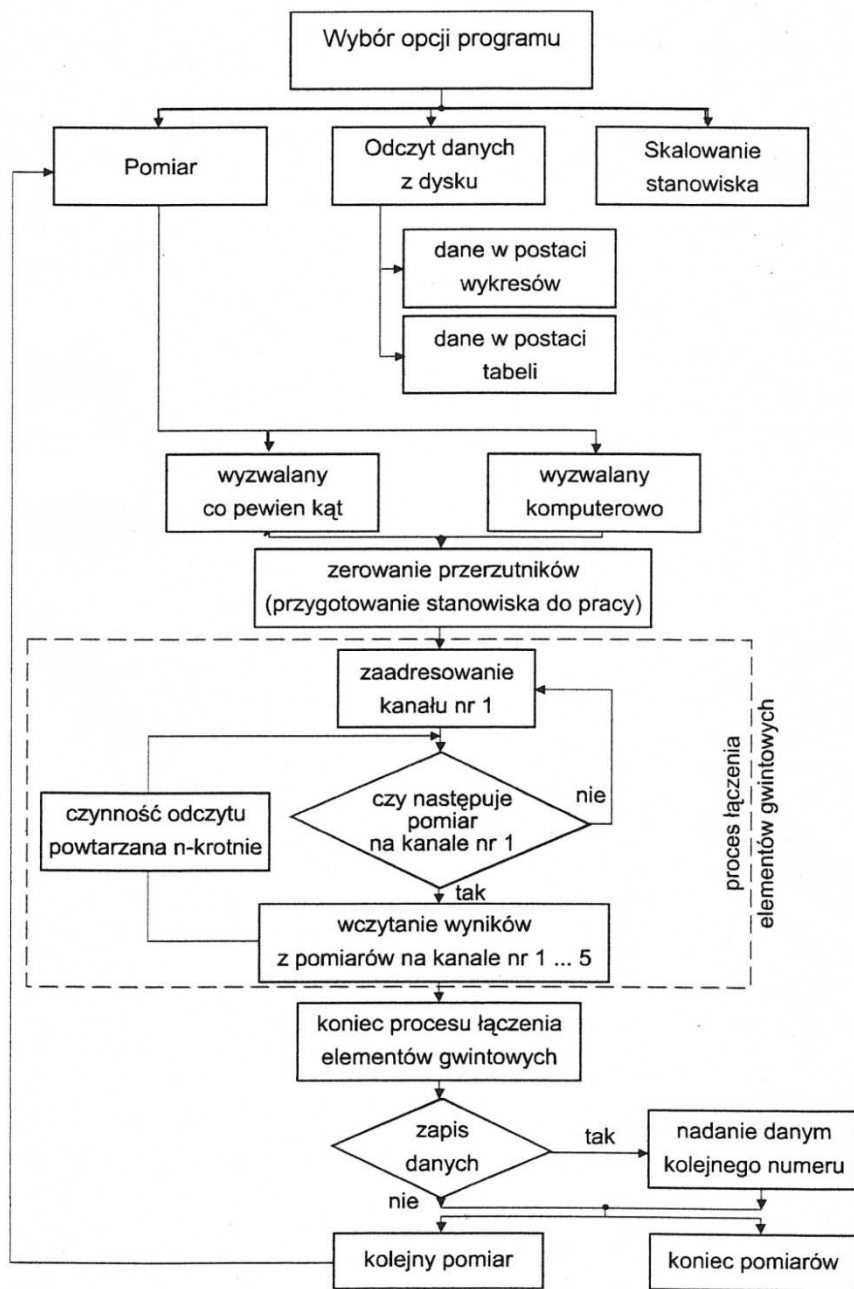 Wybór opcji programu
Pomiar
Odczyt danych
z dysku
Skalowanie
stanowiska
dane w postaci
wykresów
dane w postaci
tabeli
wyzwalany
co pewien kąt
wyzwalany
komputerowo
zerowanie przerzutników
(przygotowanie stanowiska do pracy)
zaadresowanie
kanału nr 1
czy następuje
pomiar
na kanale nr 1
nie
czynność odczytu
powtarzana n-krotnie
tak
wczytanie wyników
z pomiarów na kanale nr 1 ... 5
proces łączenia
elementów gwintowych
koniec procesu łączenia
elementów gwintowych
zapis
danych
tak
nadanie danym
kolejnego numeru
nie
kolejny pomiar
koniec pomiarów